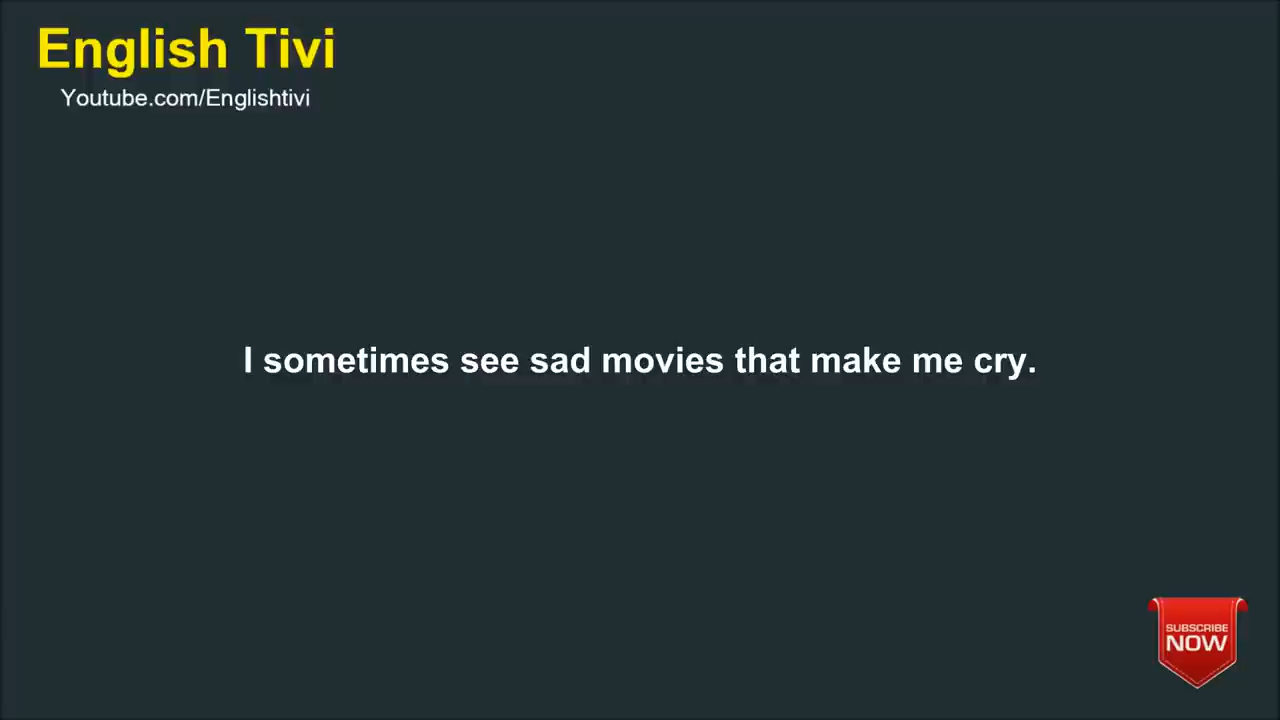 English Tivi
Youtube.com/Englishtivi
I sometimes see sad movies that make me cry.
SUBSCRIBE
NOW